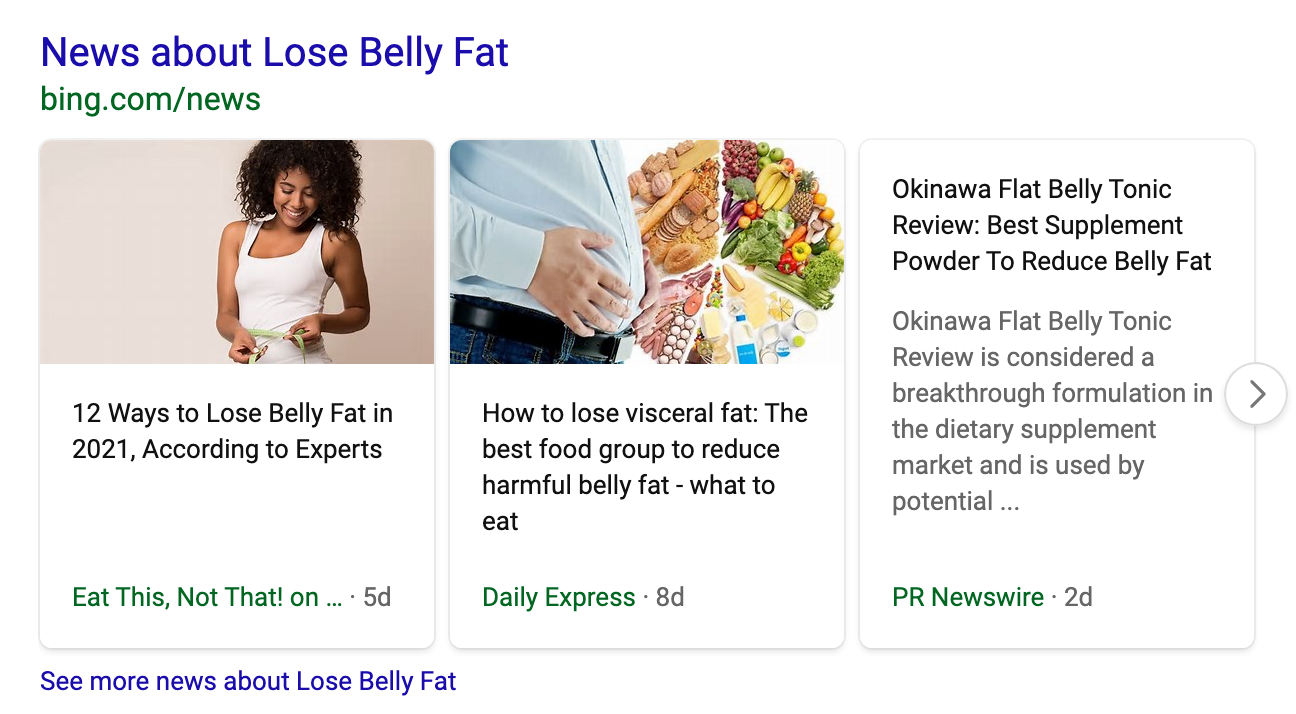 News about Lose Belly Fat
bing.com/news
12 Ways to Lose Belly Fat in
2021, According to Experts
Eat This, Not That! on ... · 5d
How to lose visceral fat: The
best food group to reduce
harmful belly fat - what to
eat
Daily Express · 8d
Okinawa Flat Belly Tonic
Review: Best Supplement
Powder To Reduce Belly Fat
Okinawa Flat Belly Tonic
Review is considered a
breakthrough formulation in
the dietary supplement
market and is used by
potential ...
PR Newswire · 2d
See more news about Lose Belly Fat